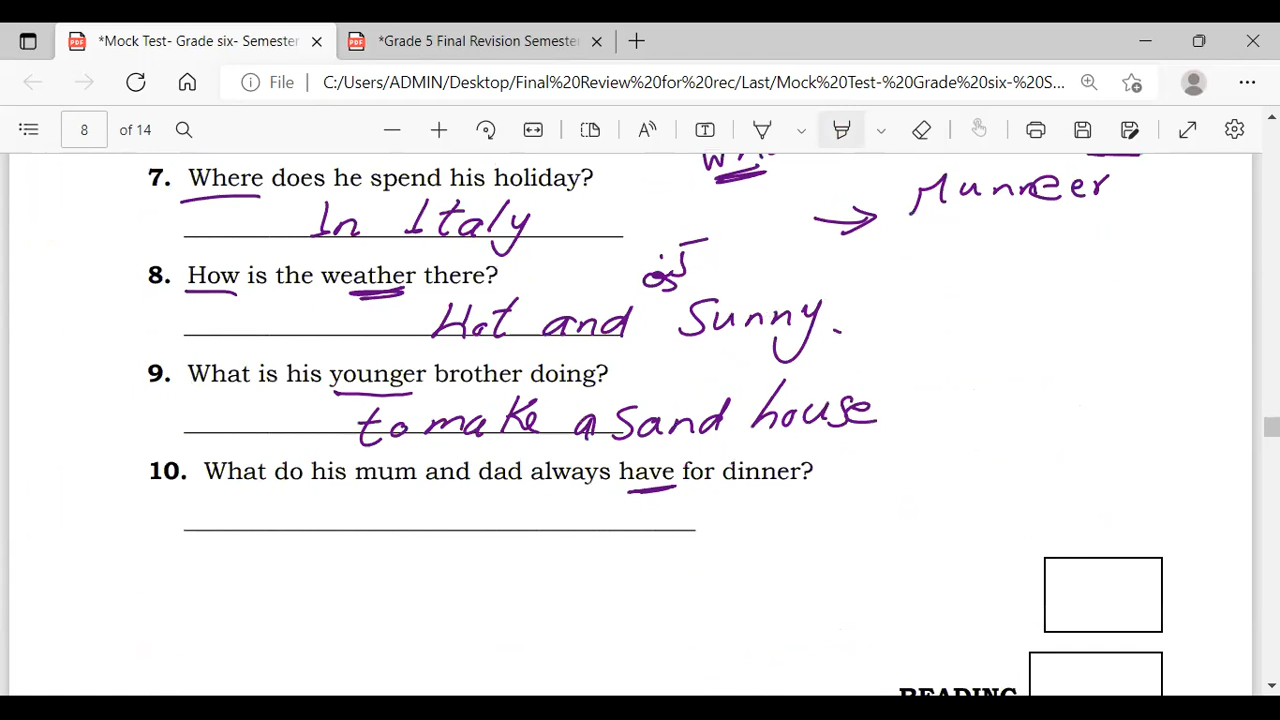 *Mock Test- Grade six- Semester
*Grade 5 Final Revision Semester
File C:/Users/ADMIN/Desktop/Final%20Review%20for%20rec/Last/Mock%20Test-%20Grade%20six-%20S...
8 of 14
7. Where does he spend his holiday?
Muneer
In Italy
8. How is the weather there?
Hot and Sunny.
9. What is his younger brother doing?
to make a sand house
10. What do his mum and dad always have for dinner?
READING